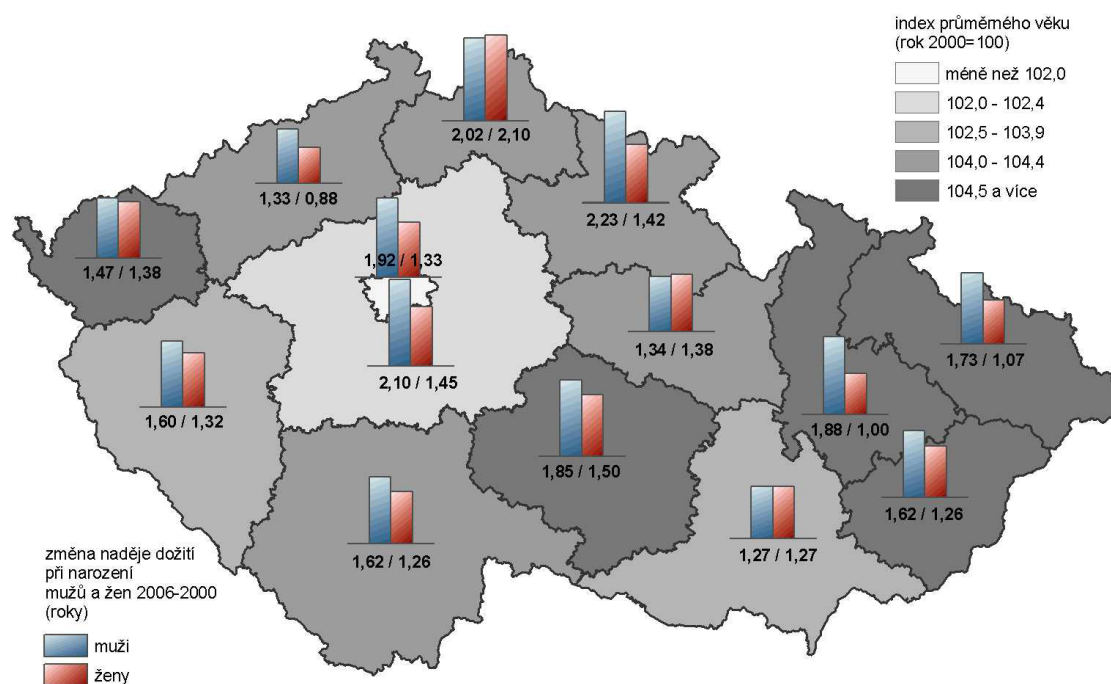 index průměrného věku
(rok 2000=100)
méně než 102,0
102,0 - 102,4
102,5 - 103,9
104,0 - 104,4
104,5 a více
2,02 / 2,10
1,33 / 0,88
2,23 / 1,42
1,47 / 1,38
1,92 / 1,33
1,34 / 1,38
1,73 / 1,07
2,10 / 1,45
1,60 / 1,32
1,88 / 1,00
1,85 / 1,50
1,62 / 1,26
1,27 / 1,27
1,62 / 1,26
změna naděje dožití
při narození
mužů a žen 2006-2000
(roky)
muži
ženy